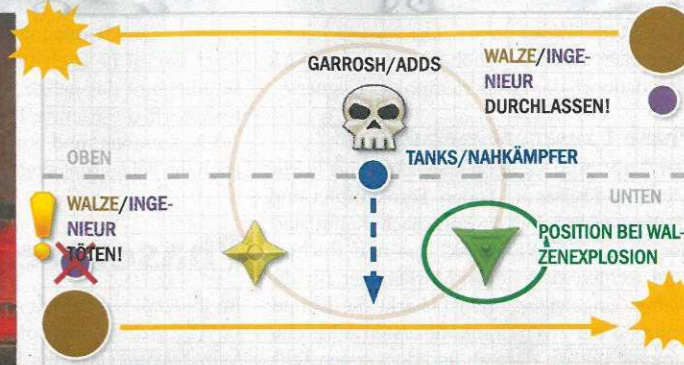 GARROSH/ADDS
WALZE/INGE-
NIEUR
DURCHLASSEN!
OBEN
TANKS/NAHKÄMPFER
UNTEN
WALZE/INGE-
NIEUR
TÖTEN!
POSITION BEI WAL-
ZENEXPLOSION